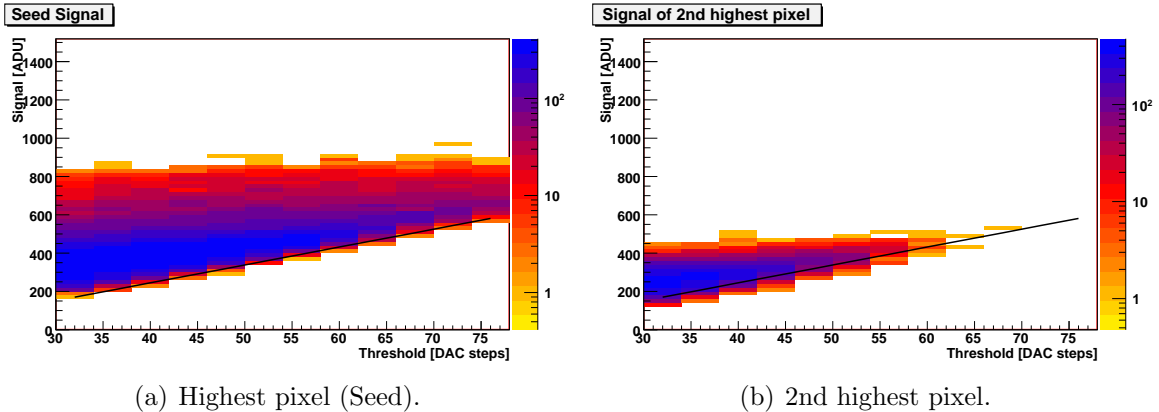 Seed Signal
Signal [ADU]
1400
1200
1000
800
600
400
200
0
30 35 40 45 50 55 60 65 70 75
Threshold [DAC steps]
10²
10
1
(a) Highest pixel (Seed).
Signal of 2nd highest pixel
Signal [ADU]
1400
1200
1000
800
600
400
200
0
30 35 40 45 50 55 60 65 70 75
Threshold [DAC steps]
10²
10
1
(b) 2nd highest pixel.